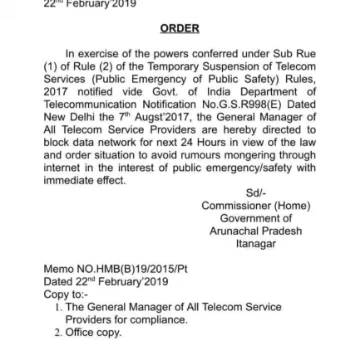 22nd February'2019
ORDER
In exercise of the powers conferred under Sub Rue
(1) of Rule (2) of the Temporary Suspension of Telecom
Services (Public Emergency of Public Safety) Rules,
2017 notified vide Govt. of India Department of
Telecommunication Notification No.G.S.R998(E) Dated
New Delhi the 7th Augst'2017, the General Manager of
All Telecom Service Providers are hereby directed to
block data network for next 24 Hours in view of the law
and order situation to avoid rumours mongering through
internet in the interest of public emergency/safety with
immediate effect.
Sd/-
Commissioner (Home)
Government of
Arunachal Pradesh
Itanagar
Memo NO.HMB(B)19/2015/Pt
Dated 22nd February'2019
Copy to:-
1. The General Manager of All Telecom Service
Providers for compliance.
2. Office copy.